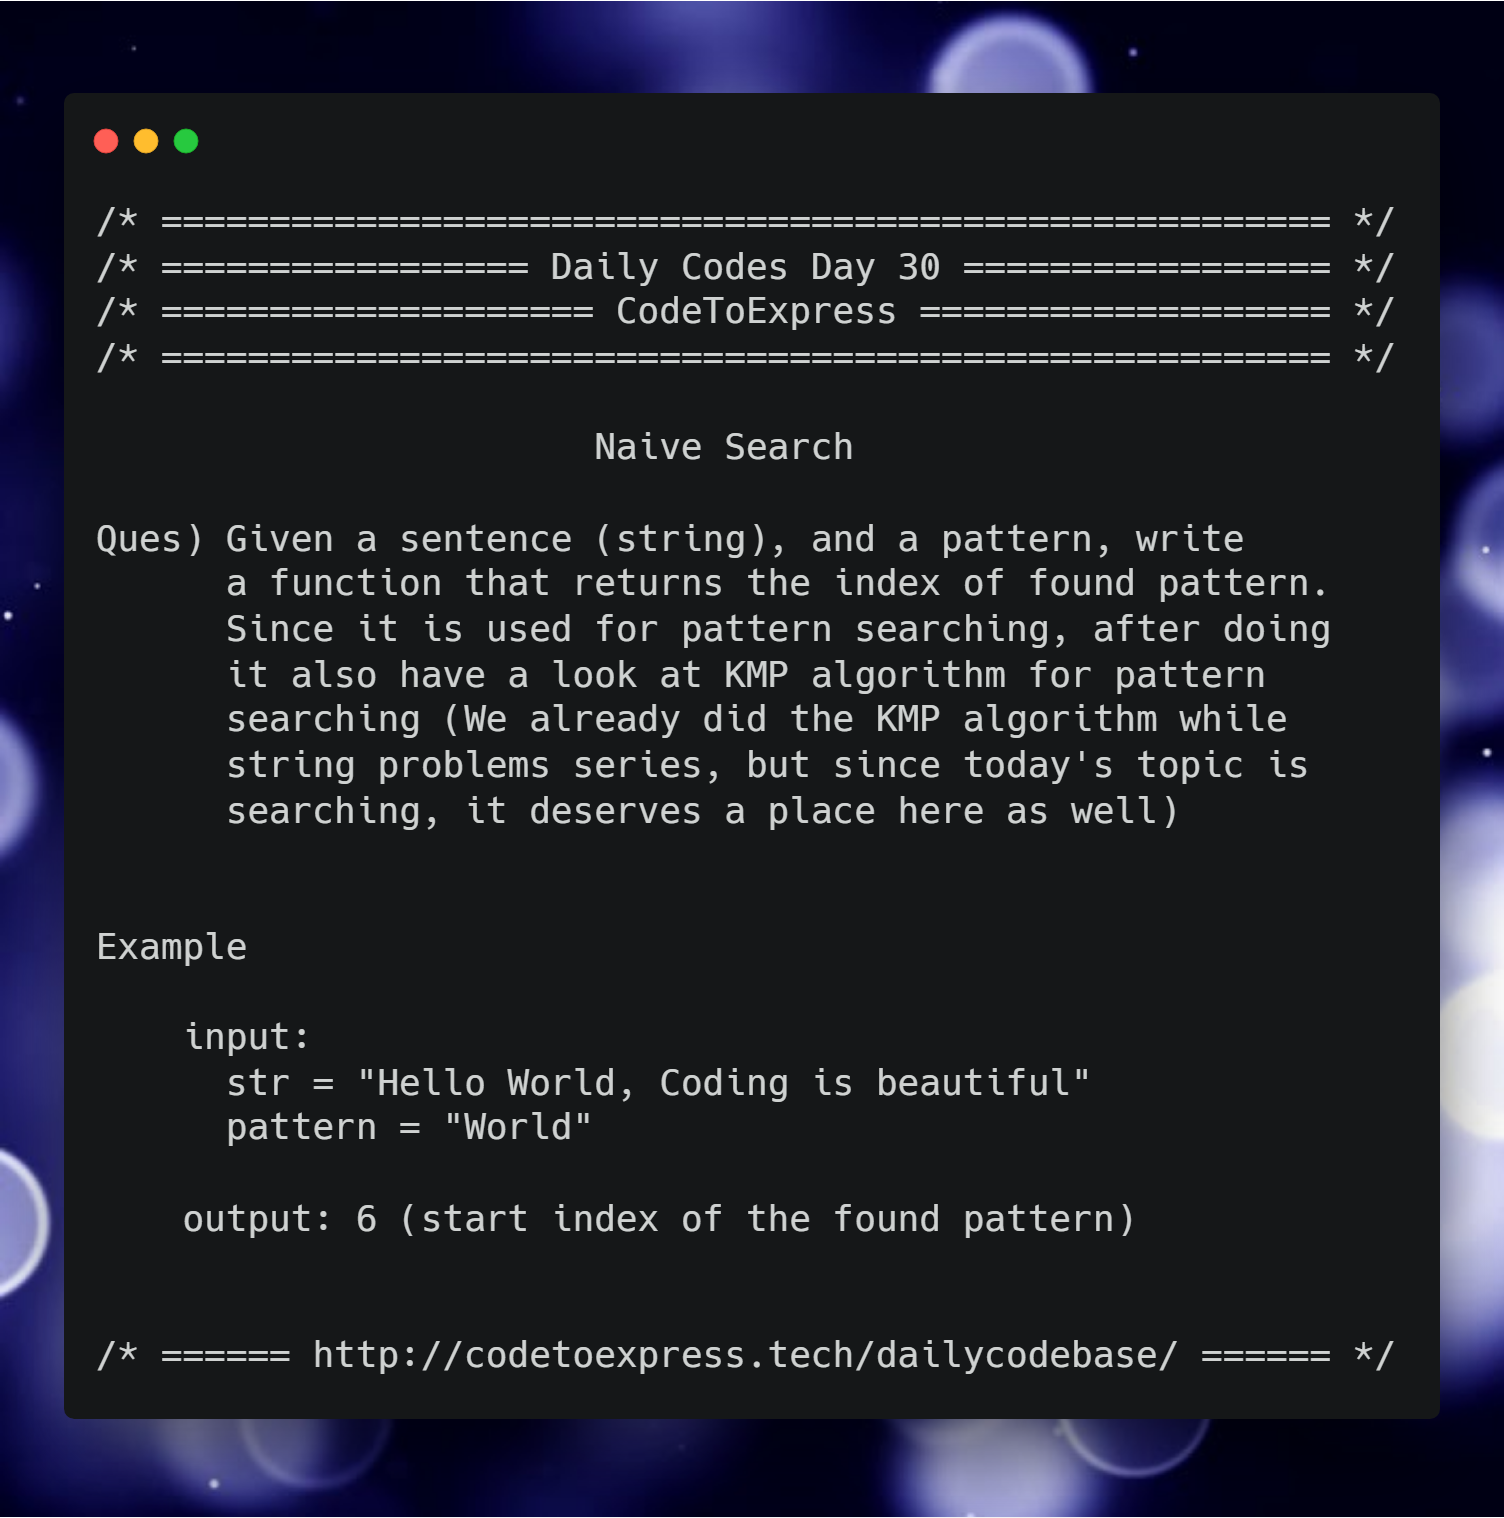 /* ====================================================== */
/* ================= Daily Codes Day 30 ================= */
/* ==================== CodeToExpress =================== */
/* ====================================================== */
Naive Search
Ques) Given a sentence (string), and a pattern, write
a function that returns the index of found pattern.
Since it is used for pattern searching, after doing
it also have a look at KMP algorithm for pattern
searching (We already did the KMP algorithm while
string problems series, but since today's topic is
searching, it deserves a place here as well)
Example
input:
str = "Hello World, Coding is beautiful"
pattern = "World"
output: 6 (start index of the found pattern)
/* ====== http://codetoexpress.tech/dailycodebase/ ====== */